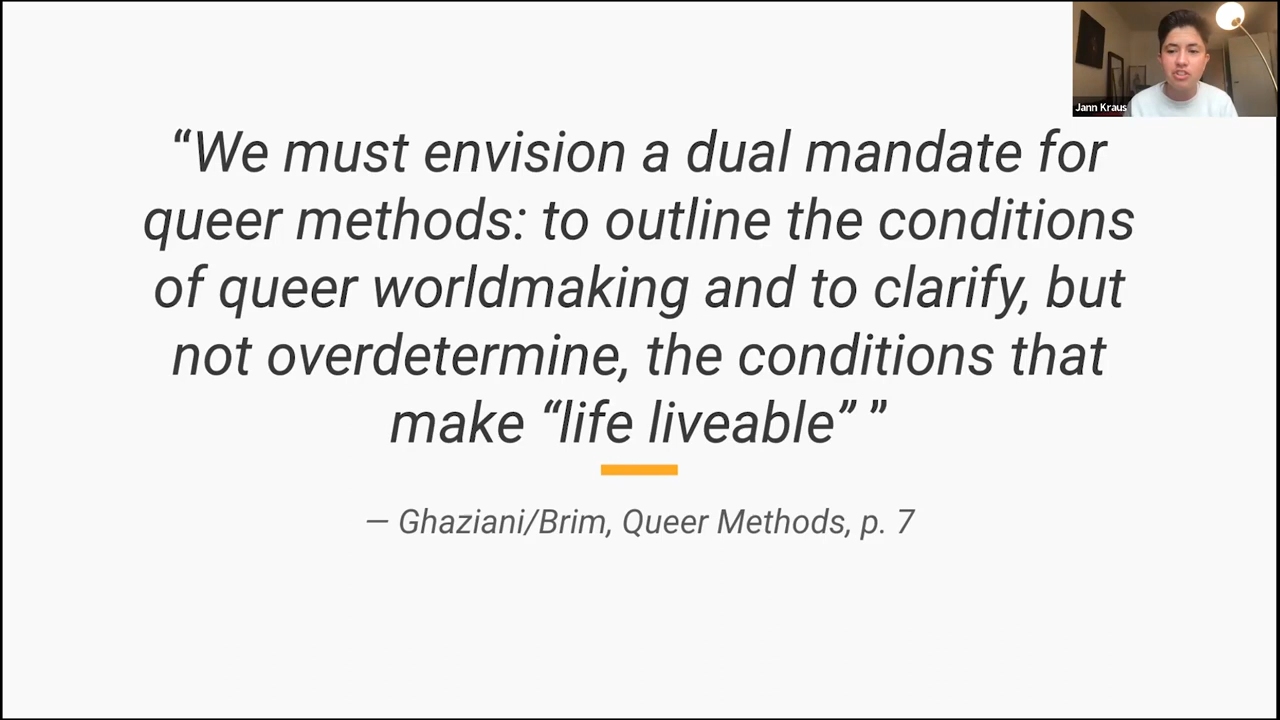 Jann Kraus
“We must envision a dual mandate for
queer methods: to outline the conditions
of queer worldmaking and to clarify, but
not overdetermine, the conditions that
make “life liveable” ”
— Ghaziani/Brim, Queer Methods, p. 7